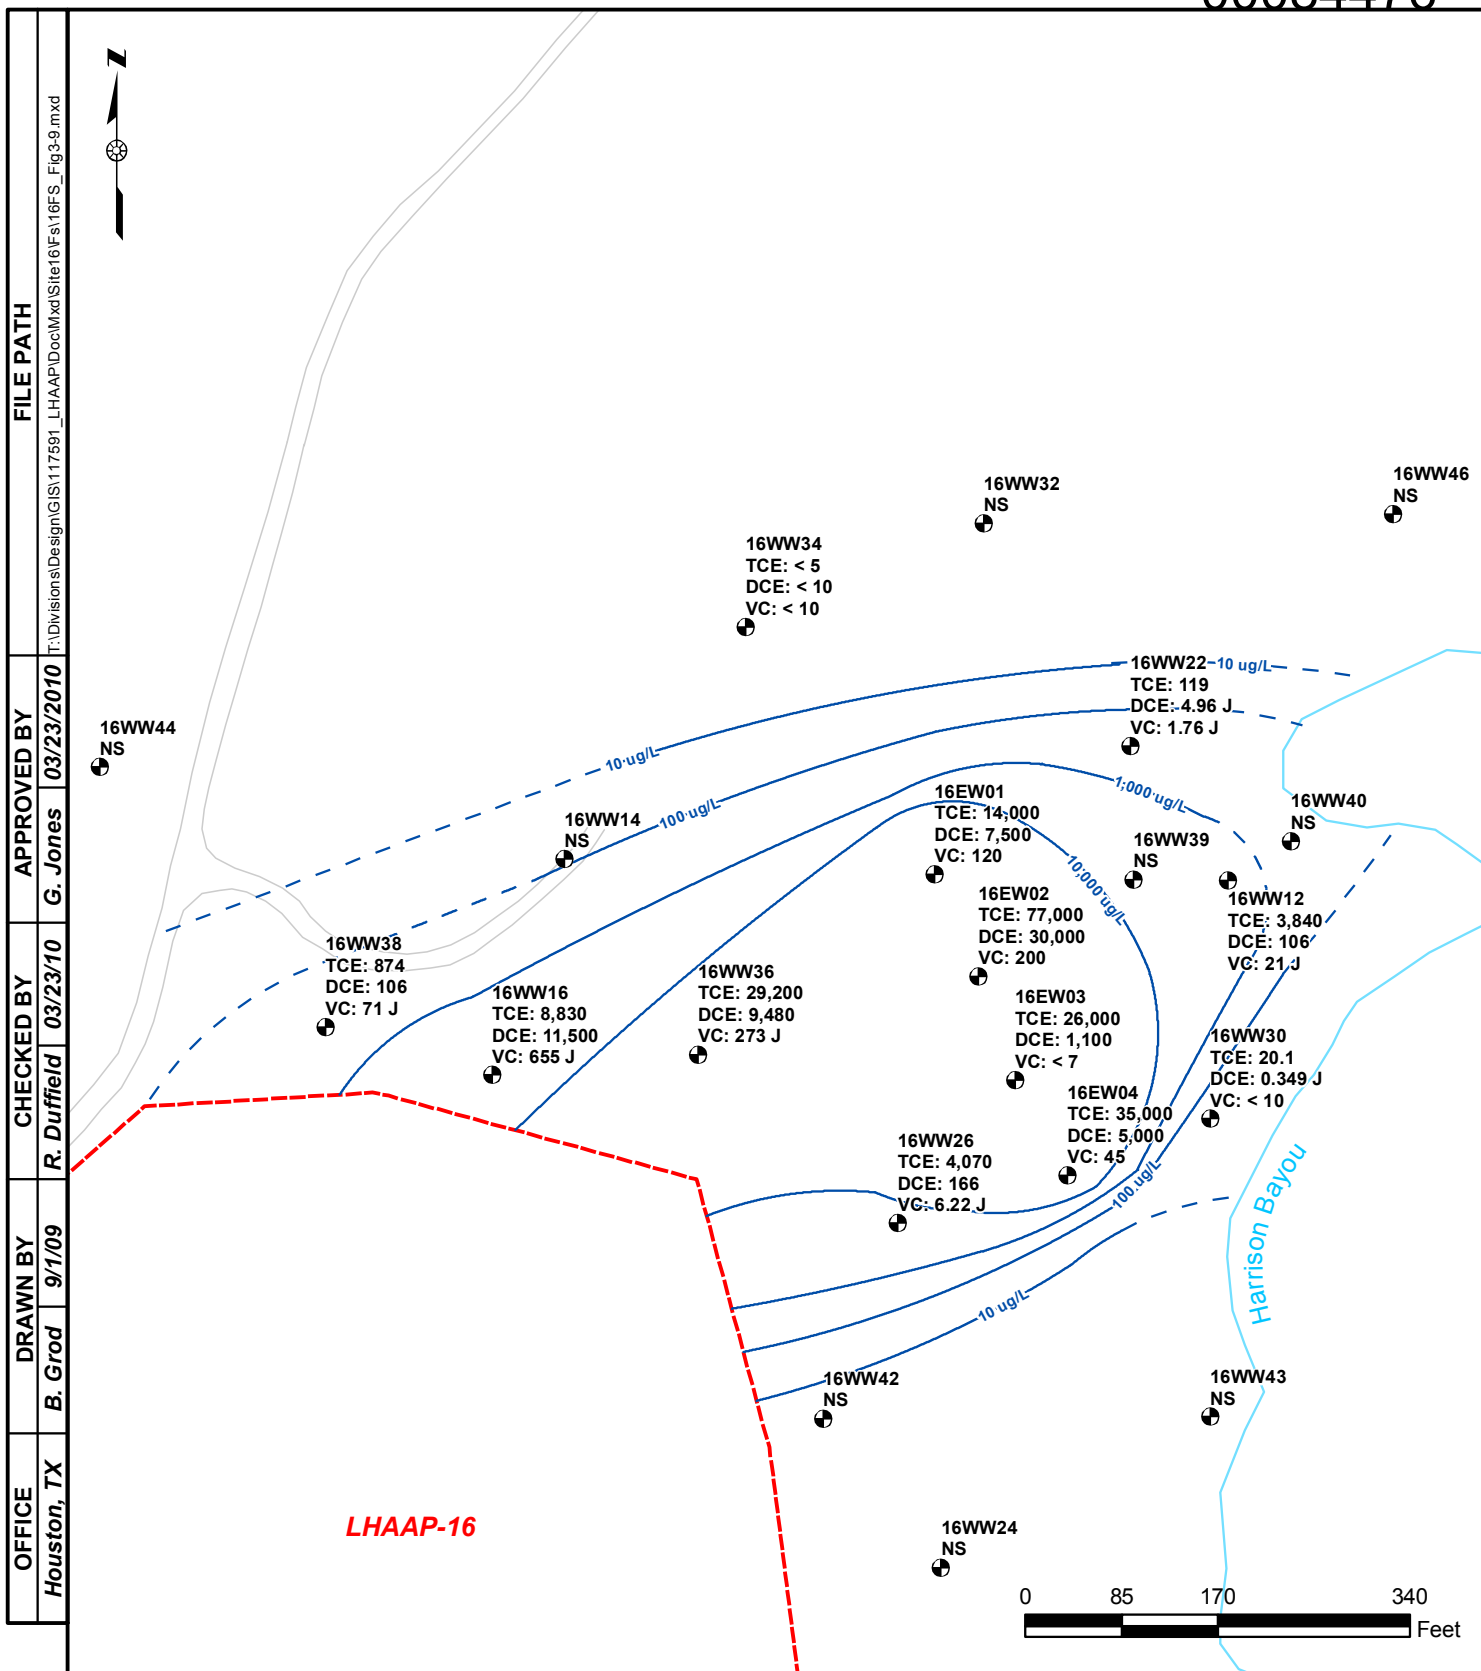 FILE PATH
T:\Divisions\Design\GIS\117591_LHAAP\Doc\Mxd\Site16\Fs\16FS_Fig3-9.mxd
APPROVED BY
G. Jones 03/23/2010
CHECKED BY
R. Duffield 03/23/10
DRAWN BY
B. Grod 9/1/09
OFFICE
Houston, TX
N
16WW46
NS
16WW32
NS
16WW34
TCE: < 5
DCE: < 10
VC: < 10
16WW22
TCE: 119
DCE: 4.96 J
VC: 1.76 J
10 ug/L
16WW44
NS
10 ug/L
100 ug/L
1,000 ug/L
16WW14
NS
16EW01
TCE: 14,000
DCE: 7,500
VC: 120
16WW40
NS
16WW39
NS
10,000 ug/L
16EW02
TCE: 77,000
DCE: 30,000
VC: 200
16WW12
TCE: 3,840
DCE: 106
VC: 21 J
16WW38
TCE: 874
DCE: 106
VC: 71 J
16WW16
TCE: 8,830
DCE: 11,500
VC: 655 J
16WW36
TCE: 29,200
DCE: 9,480
VC: 273 J
16EW03
TCE: 26,000
DCE: 1,100
VC: < 7
16WW30
TCE: 20.1
DCE: 0.349 J
VC: < 10
16EW04
TCE: 35,000
DCE: 5,000
VC: 45
16WW26
TCE: 4,070
DCE: 166
VC: 6.22 J
100 ug/L
10 ug/L
Harrison Bayou
16WW42
NS
16WW43
NS
LHAAP-16
16WW24
NS
0 85 170 340
Feet